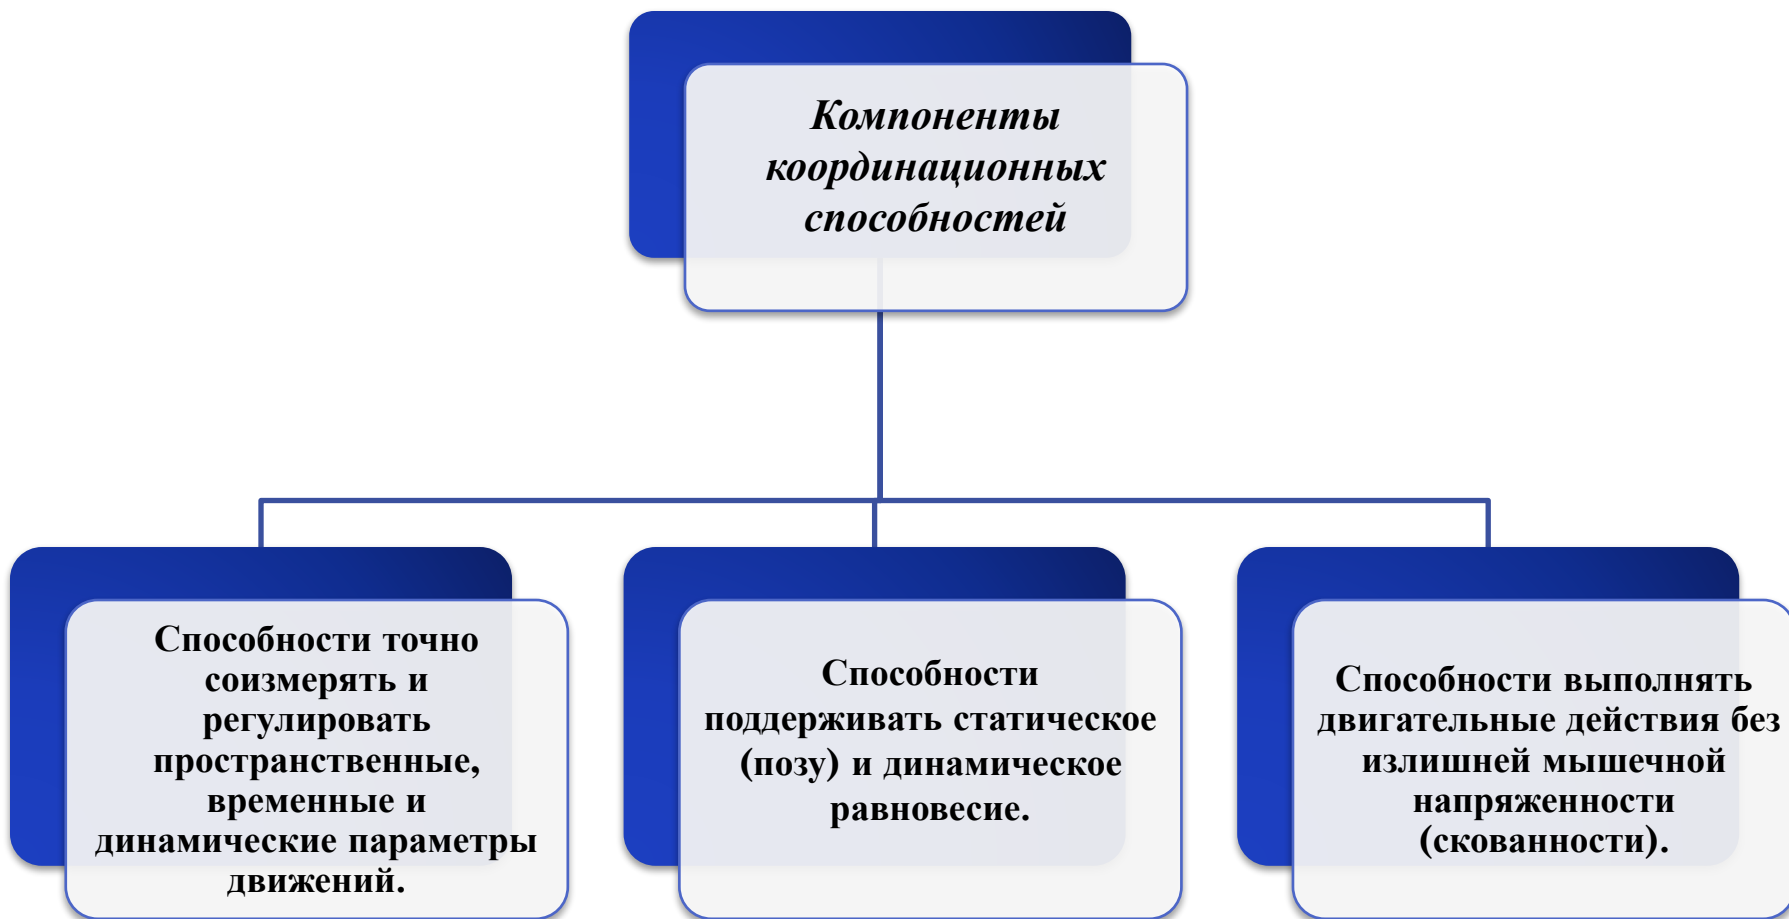 Компоненты
координационных
способностей
Способности точно
соизмерять и
регулировать
пространственные,
временные и
динамические параметры
движений.
Способности
поддерживать статическое
(позу) и динамическое
равновесие.
Способности выполнять
двигательные действия без
излишней мышечной
напряженности
(скованности).